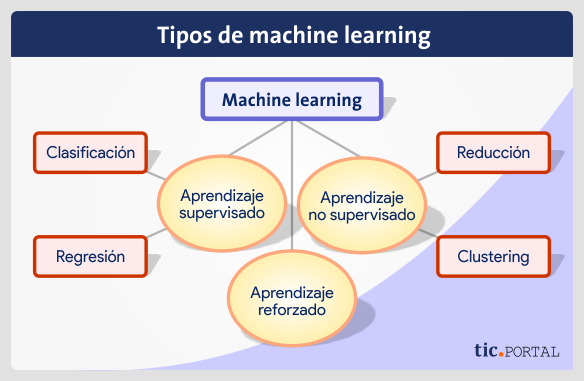 Tipos de machine learning
Machine learning
Clasificación
Reducción
Aprendizaje
supervisado
Aprendizaje
no supervisado
Regresión
Clustering
Aprendizaje
reforzado
tic.PORTAL